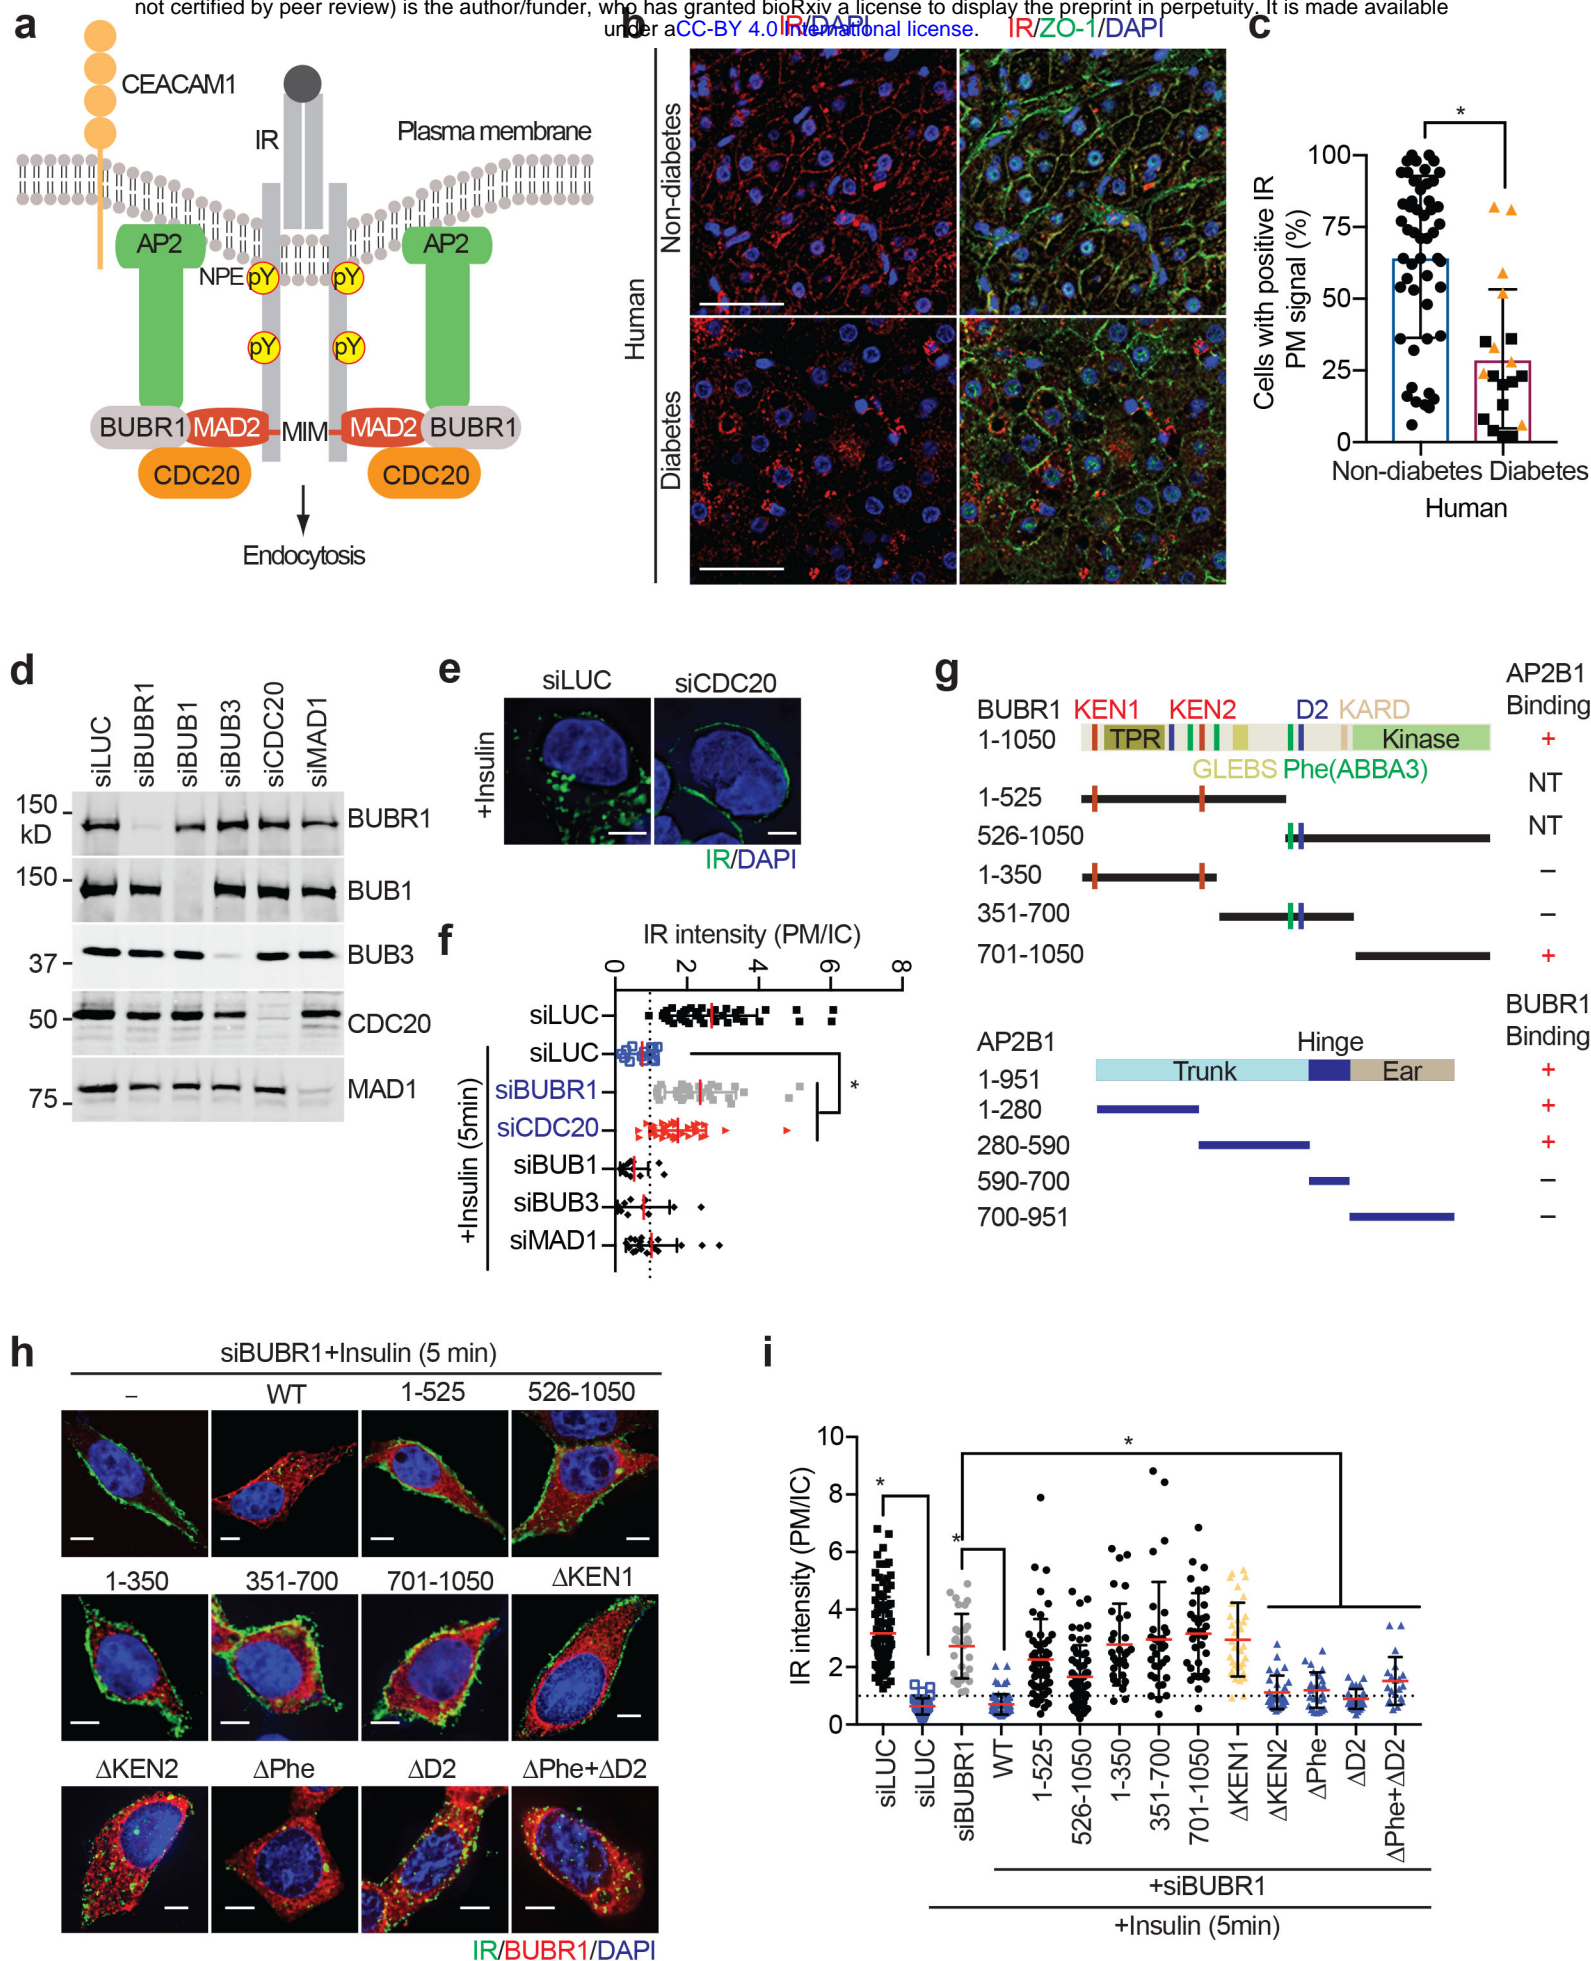 not certified by peer review) is the author/funder, who has granted bioRxiv a license to display the preprint in perpetuity. It is made available
under aCC-BY 4.0 International license.
a
CEACAM1
IR
Plasma membrane
AP2
AP2
NPE pY pY
pY pY
BUBR1 MAD2 MIM MAD2 BUBR1
CDC20 CDC20
Endocytosis
b
IR/DAPI
IR/ZO-1/DAPI
Human
Non-diabetes
Diabetes
c
*
Cells with positive IR
PM signal (%)
100
75
50
25
0
Non-diabetes Diabetes
Human
d
siLUC
siBUBR1
siBUB1
siBUB3
siCDC20
siMAD1
150
kD
BUBR1
150
BUB1
37
BUB3
50
CDC20
75
MAD1
e
siLUC siCDC20
+Insulin
IR/DAPI
f
IR intensity (PM/IC)
0 2 4 6 8
siLUC
siLUC
siBUBR1
*
siCDC20
siBUB1
siBUB3
siMAD1
+Insulin (5min)
g
AP2B1
Binding
BUBR1 KEN1 KEN2 D2 KARD
1-1050 TPR Kinase +
GLEBS Phe(ABBA3)
1-525 NT
526-1050 NT
1-350 –
351-700 –
701-1050 +
BUBR1
Binding
AP2B1 Hinge
1-951 Trunk Ear +
1-280 +
280-590 +
590-700 –
700-951 –
h
siBUBR1+Insulin (5 min)
– WT 1-525 526-1050
1-350 351-700 701-1050 ΔKEN1
ΔKEN2 ΔPhe ΔD2 ΔPhe+ΔD2
IR/BUBR1/DAPI
i
IR intensity (PM/IC)
10
8
6
4
2
0
*
*
*
siLUC
siLUC
siBUBR1
WT
1-525
526-1050
1-350
351-700
701-1050
ΔKEN1
ΔKEN2
ΔPhe
ΔD2
ΔPhe+ΔD2
+siBUBR1
+Insulin (5min)